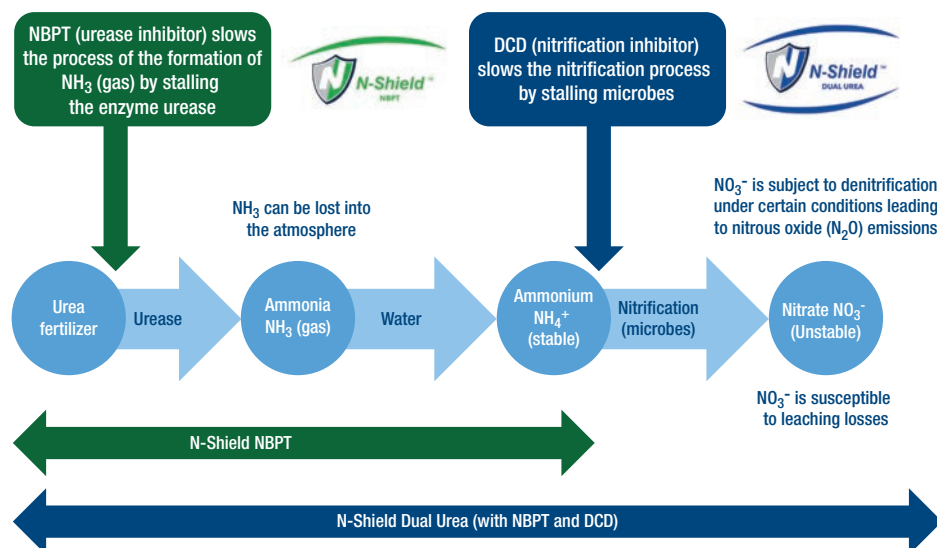 NBPT (urease inhibitor) slows
the process of the formation of
NH₃ (gas) by stalling
the enzyme urease
N-Shield™
NBPT
DCD (nitrification inhibitor)
slows the nitrification process
by stalling microbes
N-Shield™
DUAL UREA
NH₃ can be lost into
the atmosphere
NO₃⁻ is subject to denitrification
under certain conditions leading
to nitrous oxide (N₂O) emissions
Urea
fertilizer
Urease
Ammonia
NH₃ (gas)
Water
Ammonium
NH₄⁺
(stable)
Nitrification
(microbes)
Nitrate NO₃⁻
(Unstable)
NO₃⁻ is susceptible
to leaching losses
N-Shield NBPT
N-Shield Dual Urea (with NBPT and DCD)